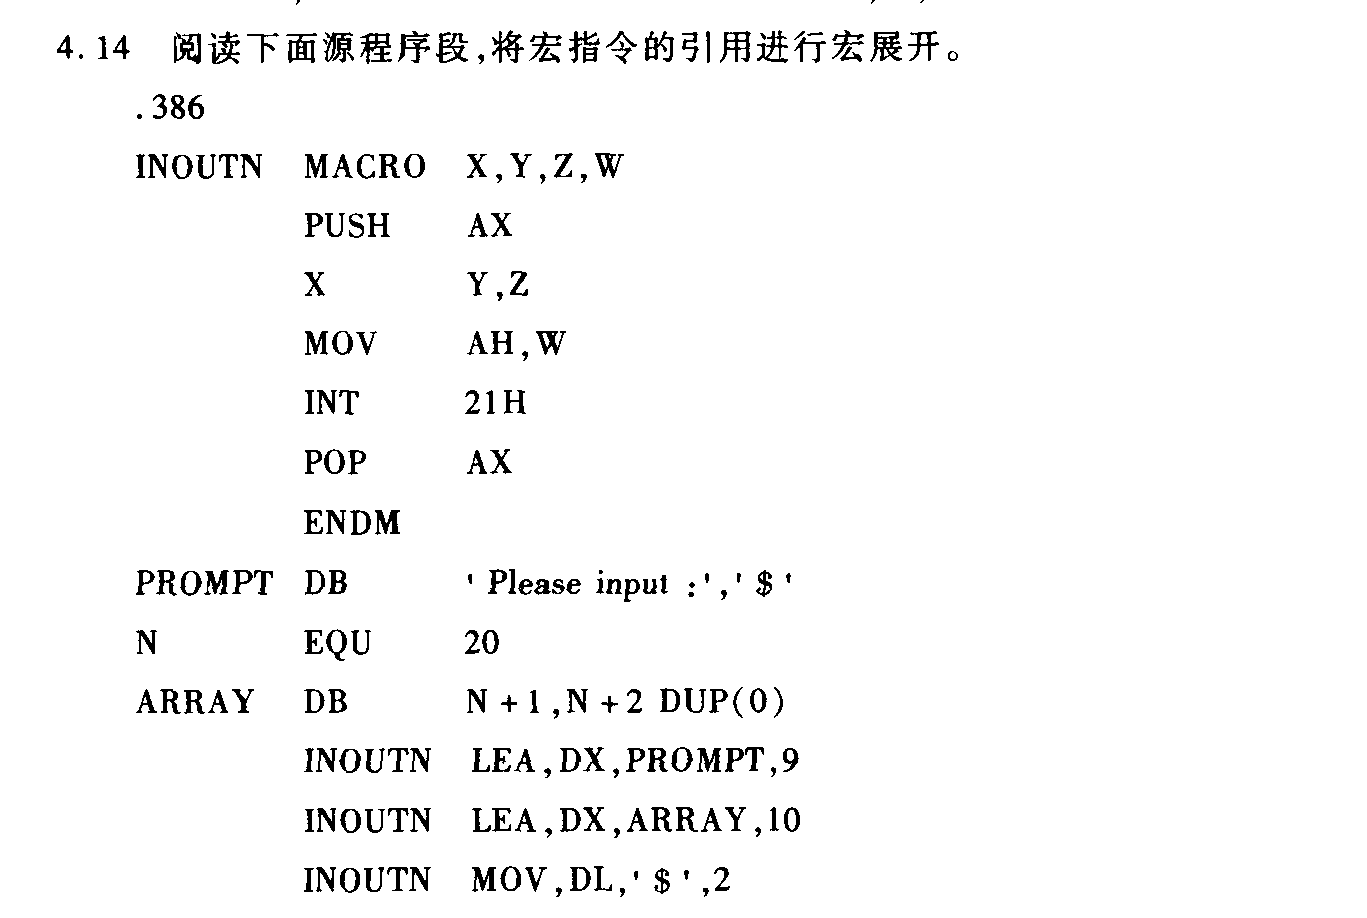 4.14 阅读下面源程序段,将宏指令的引用进行宏展开。
.386
INOUTN MACRO X,Y,Z,W
PUSH AX
X Y,Z
MOV AH,W
INT 21H
POP AX
ENDM
PROMPT DB ' Please input :',' $ '
N EQU 20
ARRAY DB N + 1,N + 2 DUP(0)
INOUTN LEA,DX,PROMPT,9
INOUTN LEA,DX,ARRAY,10
INOUTN MOV,DL,' $ ',2